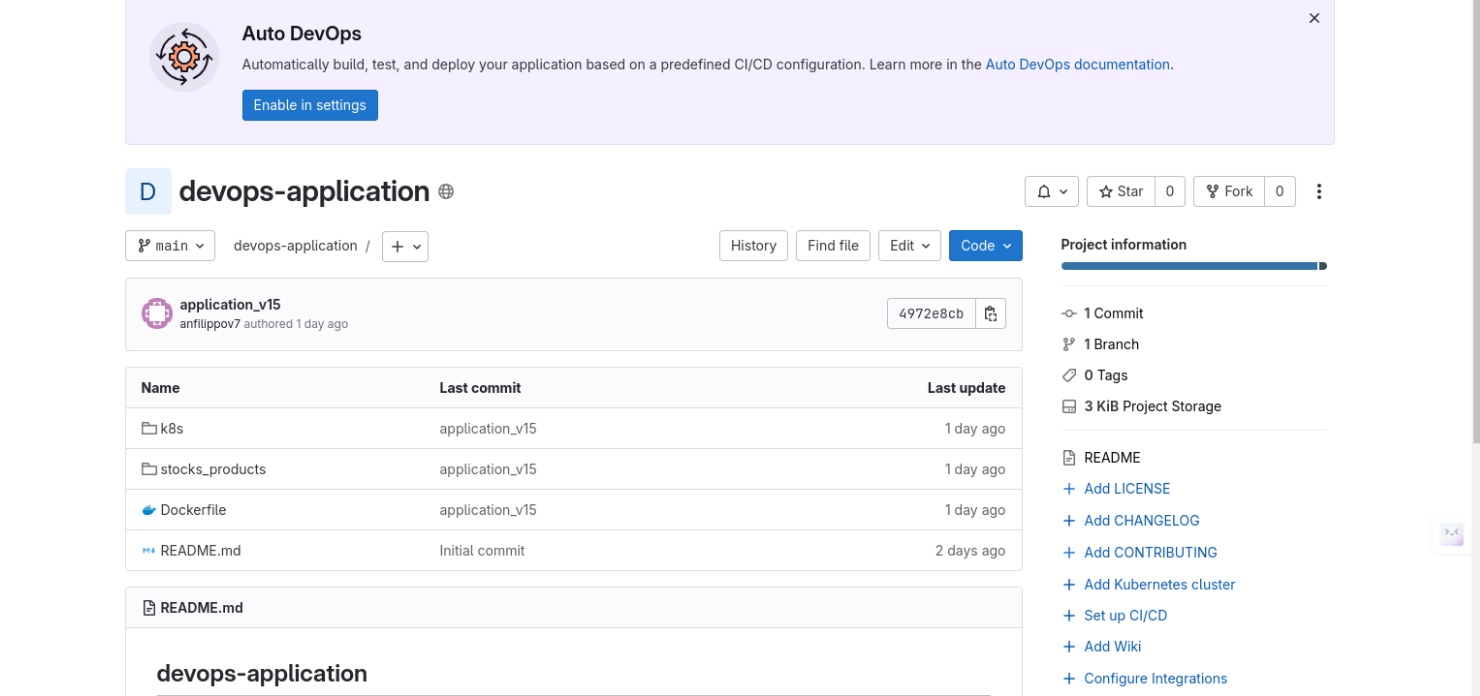 Auto DevOps
Automatically build, test, and deploy your application based on a predefined CI/CD configuration. Learn more in the Auto DevOps documentation.
Enable in settings
D devops-application
Star 0 Fork 0
main devops-application / + History Find file Edit Code
application_v15
anfilippov7 authored 1 day ago
4972e8cb
Name Last commit Last update
k8s application_v15 1 day ago
stocks_products application_v15 1 day ago
Dockerfile application_v15 1 day ago
README.md Initial commit 2 days ago
README.md
devops-application
Project information
1 Commit
1 Branch
0 Tags
3 KiB Project Storage
README
+ Add LICENSE
+ Add CHANGELOG
+ Add CONTRIBUTING
+ Add Kubernetes cluster
+ Set up CI/CD
+ Add Wiki
+ Configure Integrations